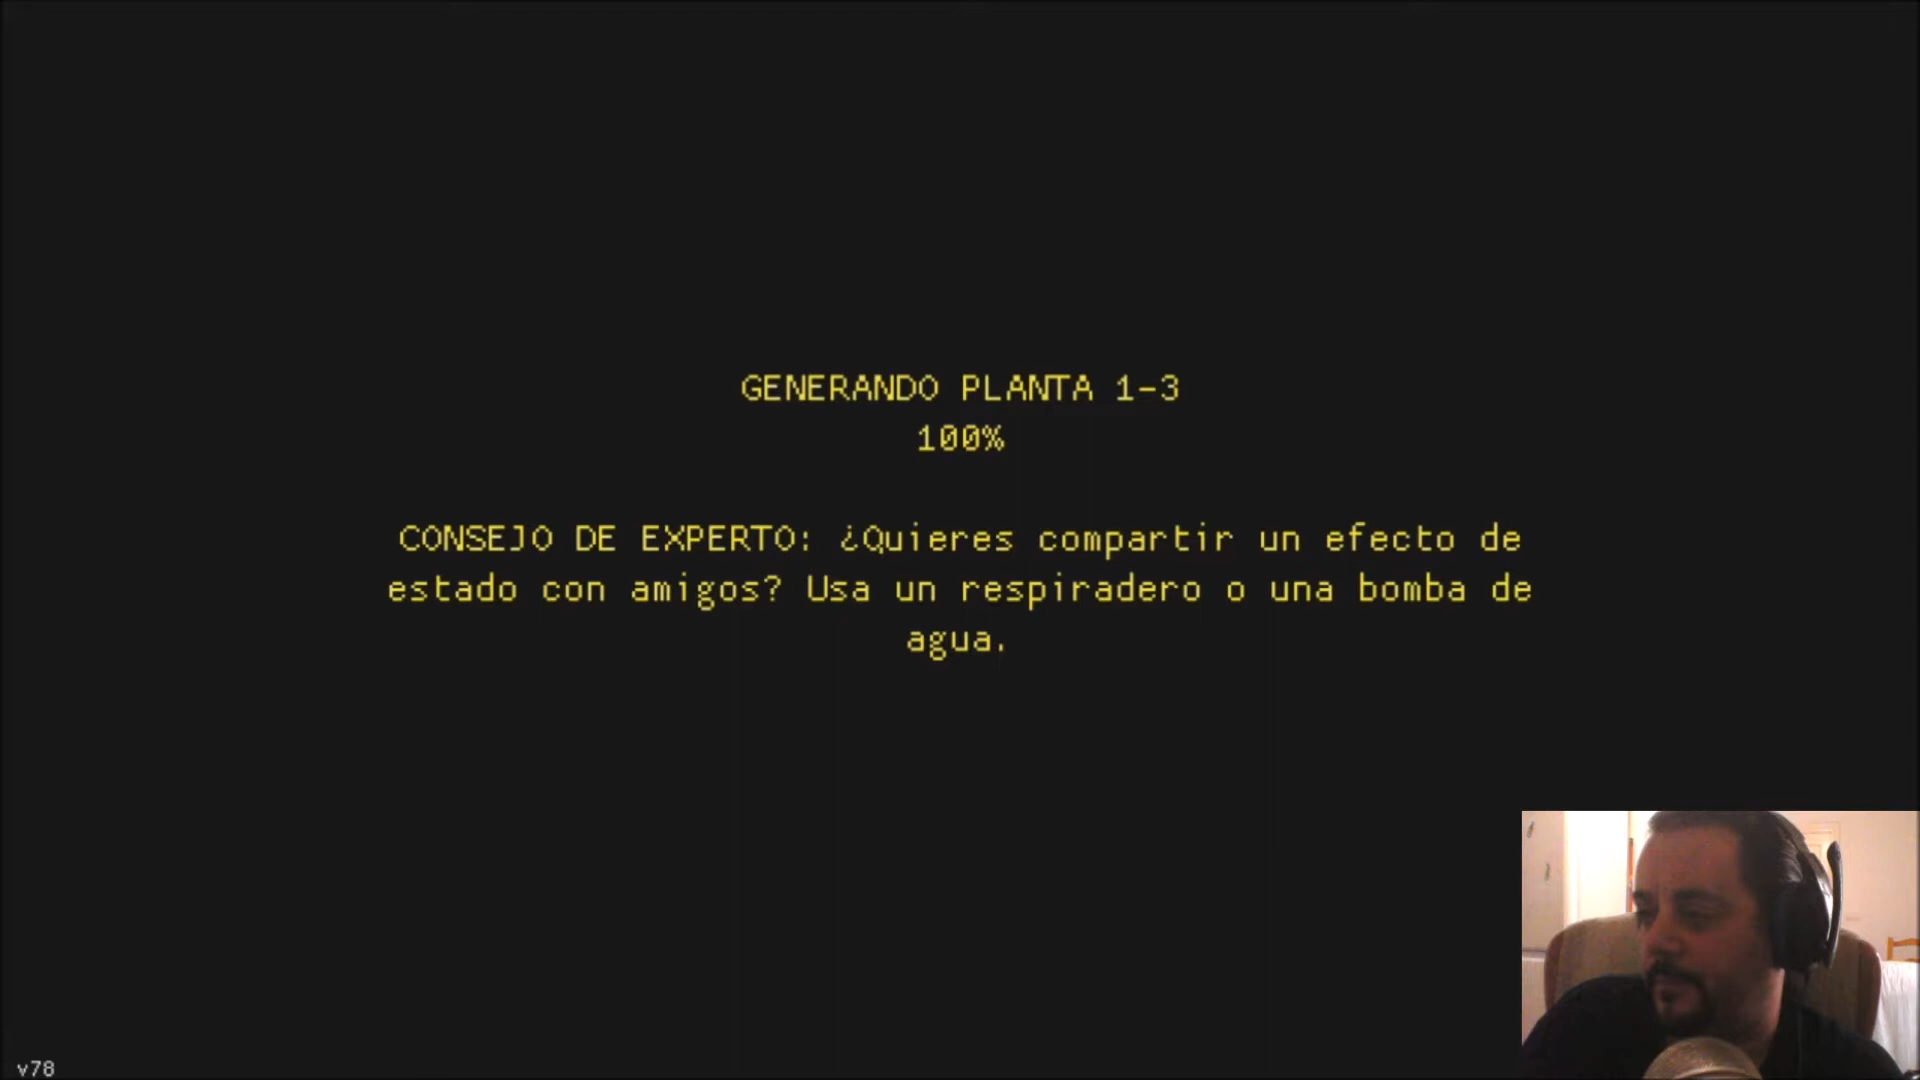 GENERANDO PLANTA 1-3
100%
CONSEJO DE EXPERTO: ¿Quieres compartir un efecto de
estado con amigos? Usa un respiradero o una bomba de
agua.
v78